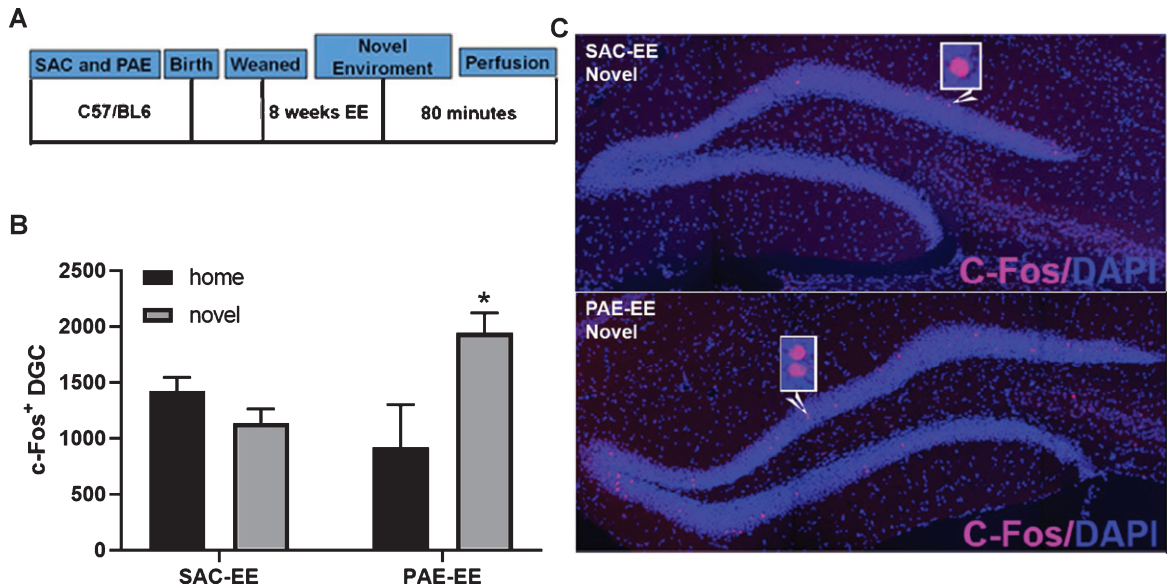 A
SAC and PAE
Birth
Weaned
Novel
Enviroment
Perfusion
C57/BL6
8 weeks EE
80 minutes
B
c-Fos⁺ DGC
2500
2000
1500
1000
500
0
home
novel
*
SAC-EE
PAE-EE
C
SAC-EE
Novel
C-Fos/DAPI
PAE-EE
Novel
C-Fos/DAPI